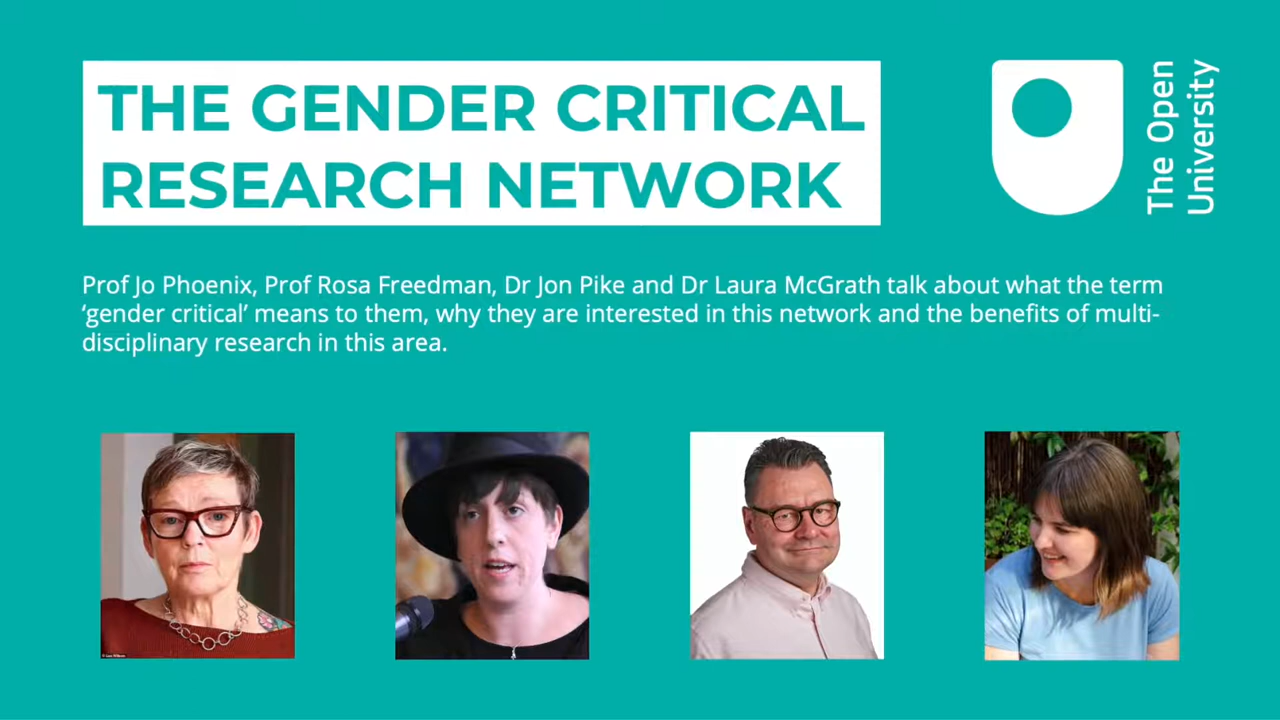 THE GENDER CRITICAL
RESEARCH NETWORK
The Open
University
Prof Jo Phoenix, Prof Rosa Freedman, Dr Jon Pike and Dr Laura McGrath talk about what the term
‘gender critical’ means to them, why they are interested in this network and the benefits of multi-
disciplinary research in this area.